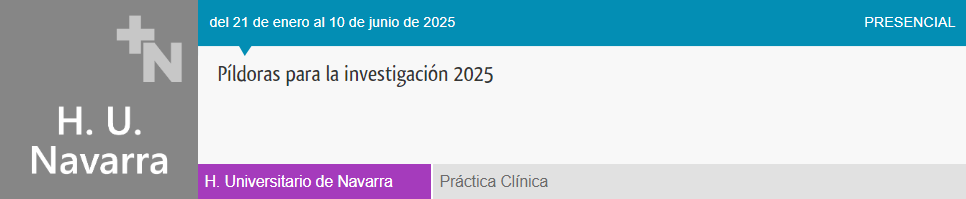 del 21 de enero al 10 de junio de 2025
PRESENCIAL
Píldoras para la investigación 2025
+N
H. U.
Navarra
H. Universitario de Navarra
Práctica Clínica